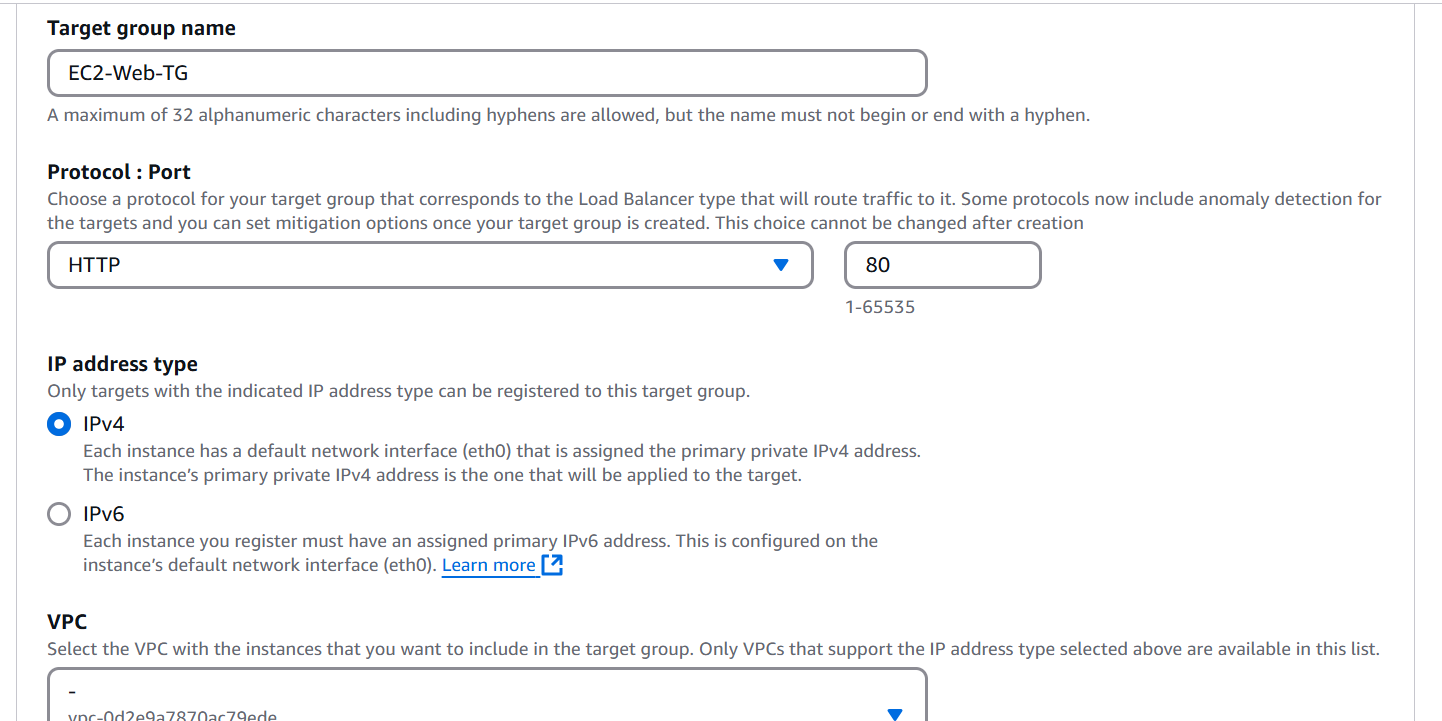 Target group name
EC2-Web-TG
A maximum of 32 alphanumeric characters including hyphens are allowed, but the name must not begin or end with a hyphen.
Protocol : Port
Choose a protocol for your target group that corresponds to the Load Balancer type that will route traffic to it. Some protocols now include anomaly detection for
the targets and you can set mitigation options once your target group is created. This choice cannot be changed after creation
HTTP
80
1-65535
IP address type
Only targets with the indicated IP address type can be registered to this target group.
IPv4
Each instance has a default network interface (eth0) that is assigned the primary private IPv4 address.
The instance's primary private IPv4 address is the one that will be applied to the target.
IPv6
Each instance you register must have an assigned primary IPv6 address. This is configured on the
instance's default network interface (eth0). Learn more
VPC
Select the VPC with the instances that you want to include in the target group. Only VPCs that support the IP address type selected above are available in this list.
-
vpc-0d2e9a7870ac79ede